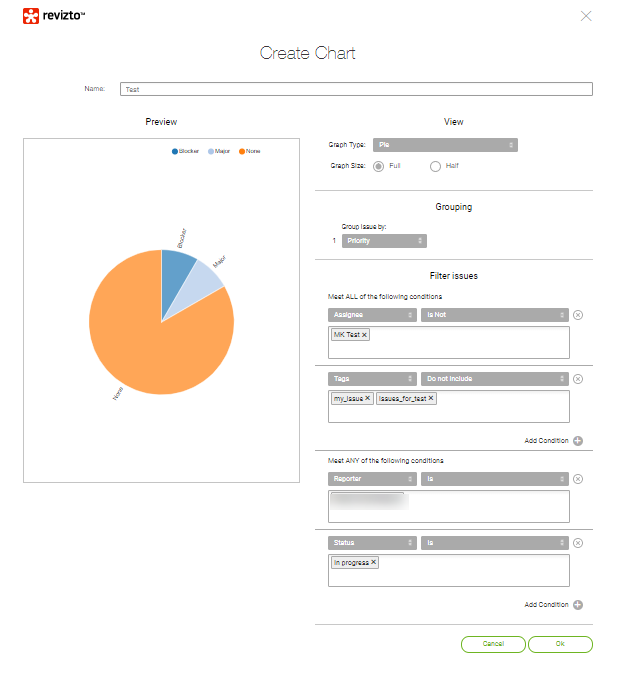 revizto™
Create Chart
Name: Test
Preview
Blocker Major None
Blocker
Major
None
View
Graph Type: Pie
Graph Size: Full Half
Grouping
Group issue by:
1 Priority
Filter issues
Meet ALL of the following conditions
Assignee Is Not
MK Test ×
Tags Do not include
my_issue × issues_for_test ×
Add Condition
Meet ANY of the following conditions
Reporter Is
Status Is
In progress ×
Add Condition
Cancel Ok